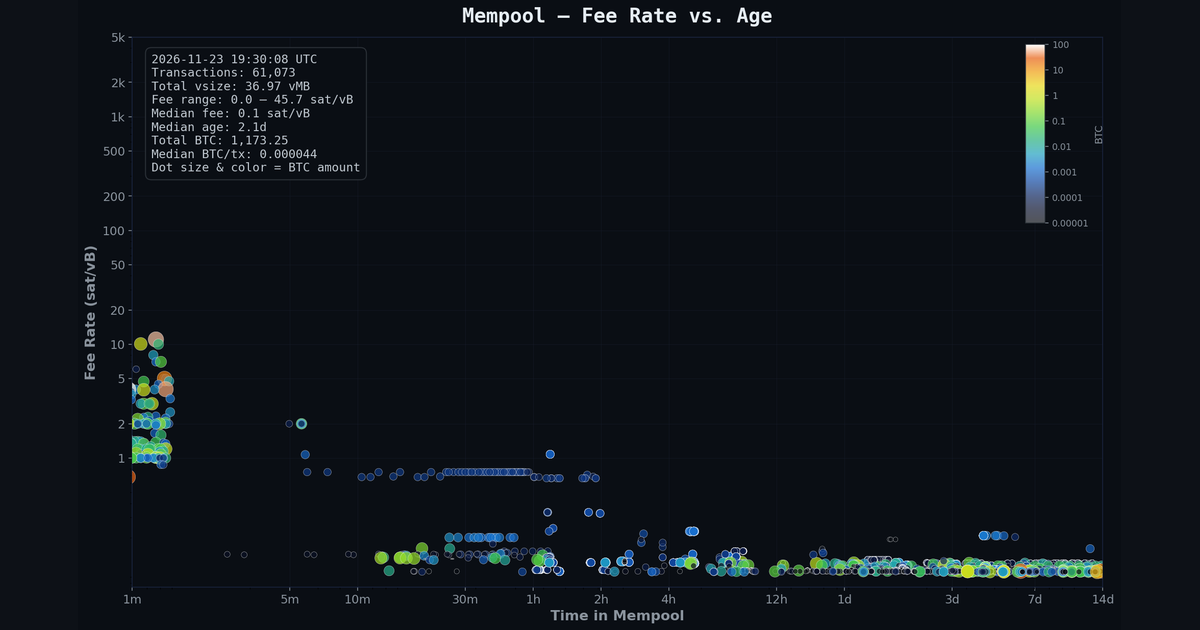 Mempool — Fee Rate vs. Age
2026-11-23 19:30:08 UTC
Transactions: 61,073
Total vsize: 36.97 vMB
Fee range: 0.0 — 45.7 sat/vB
Median fee: 0.1 sat/vB
Median age: 2.1d
Total BTC: 1,173.25
Median BTC/tx: 0.000044
Dot size & color = BTC amount
100
10
1
0.1
0.01
0.001
0.0001
0.00001
BTC
Fee Rate (sat/vB)
5k
2k
1k
500
200
100
50
20
10
5
2
1
1m
5m
10m
30m
1h
2h
4h
12h
1d
3d
7d
14d
Time in Mempool